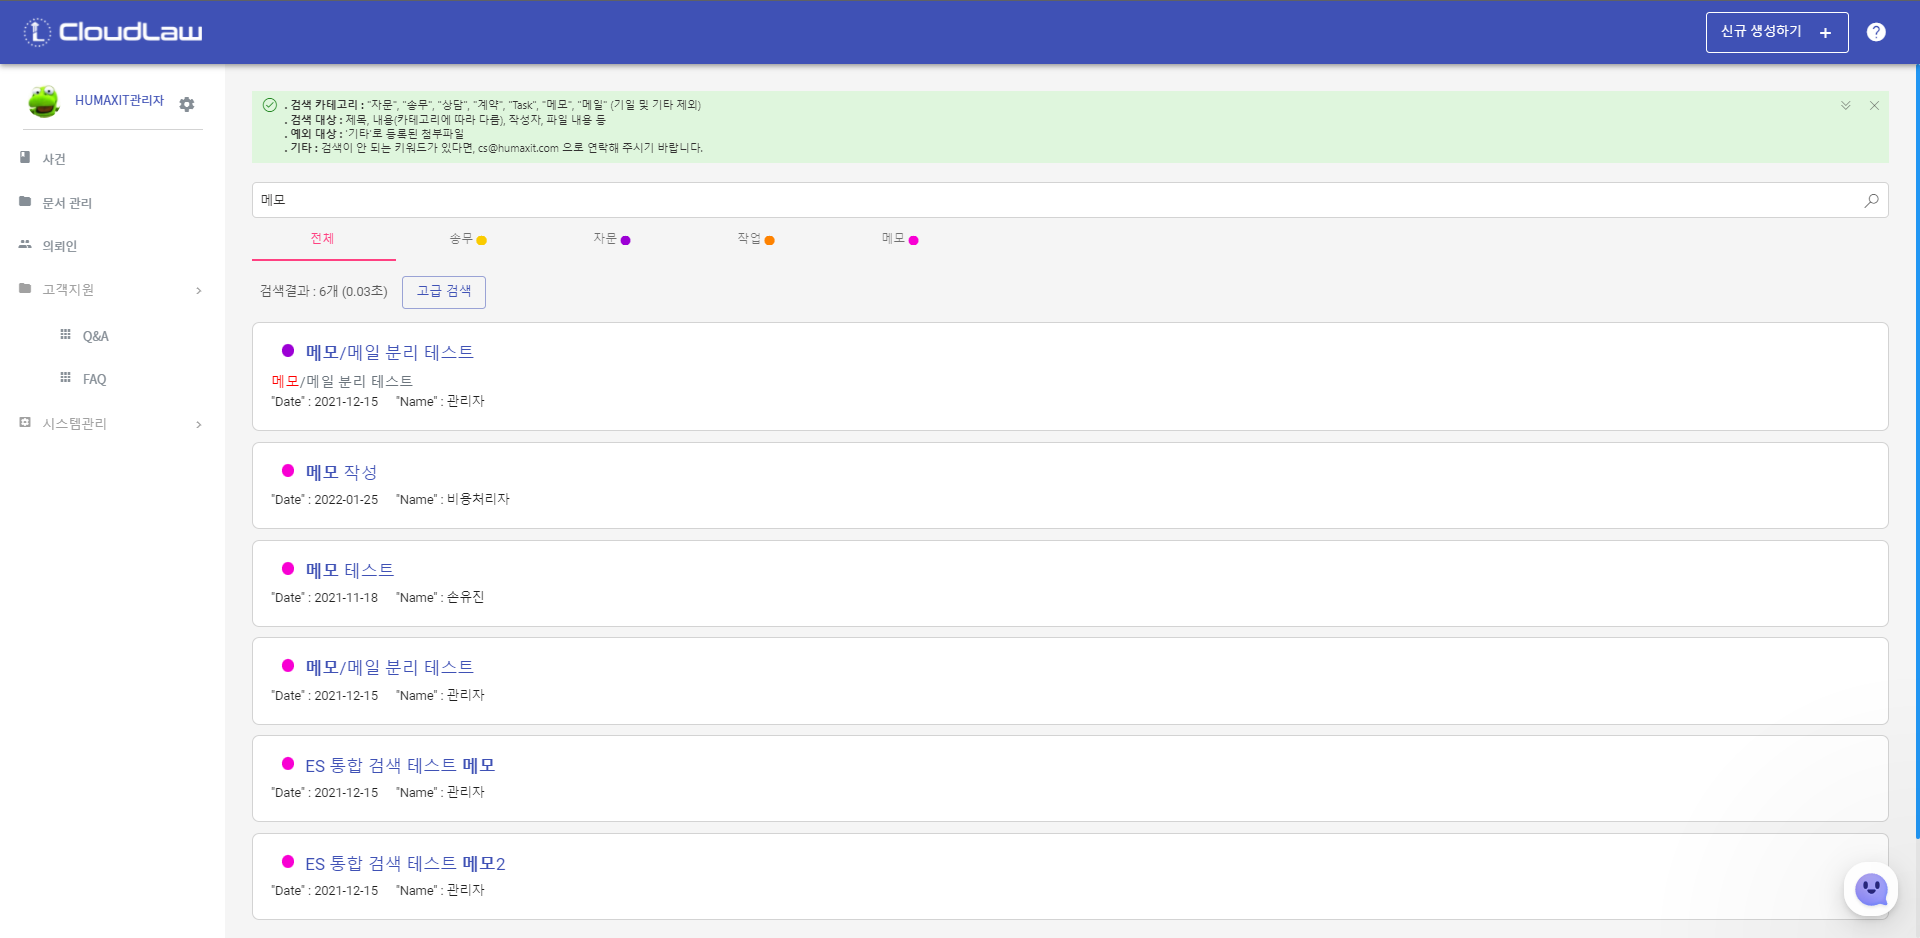 CloudLaw
신규 생성하기 +
?
HUMAXIT관리자
사건
문서 관리
의뢰인
고객지원
Q&A
FAQ
시스템관리
. 검색 카테고리 : "자문", "송무", "상담", "계약", "Task", "메모", "메일" (기일 및 기타 제외)
. 검색 대상 : 제목, 내용(카테고리에 따라 다름), 작성자, 파일 내용 등
. 예외 대상 : '기타'로 등록된 첨부파일
. 기타 : 검색이 안 되는 키워드가 있다면, cs@humaxit.com 으로 연락해 주시기 바랍니다.
메모
전체 송무 자문 작업 메모
검색결과 : 6개 (0.03초) 고급 검색
메모/메일 분리 테스트
메모/메일 분리 테스트
"Date" : 2021-12-15 "Name" : 관리자
메모 작성
"Date" : 2022-01-25 "Name" : 비용처리자
메모 테스트
"Date" : 2021-11-18 "Name" : 손유진
메모/메일 분리 테스트
"Date" : 2021-12-15 "Name" : 관리자
ES 통합 검색 테스트 메모
"Date" : 2021-12-15 "Name" : 관리자
ES 통합 검색 테스트 메모2
"Date" : 2021-12-15 "Name" : 관리자